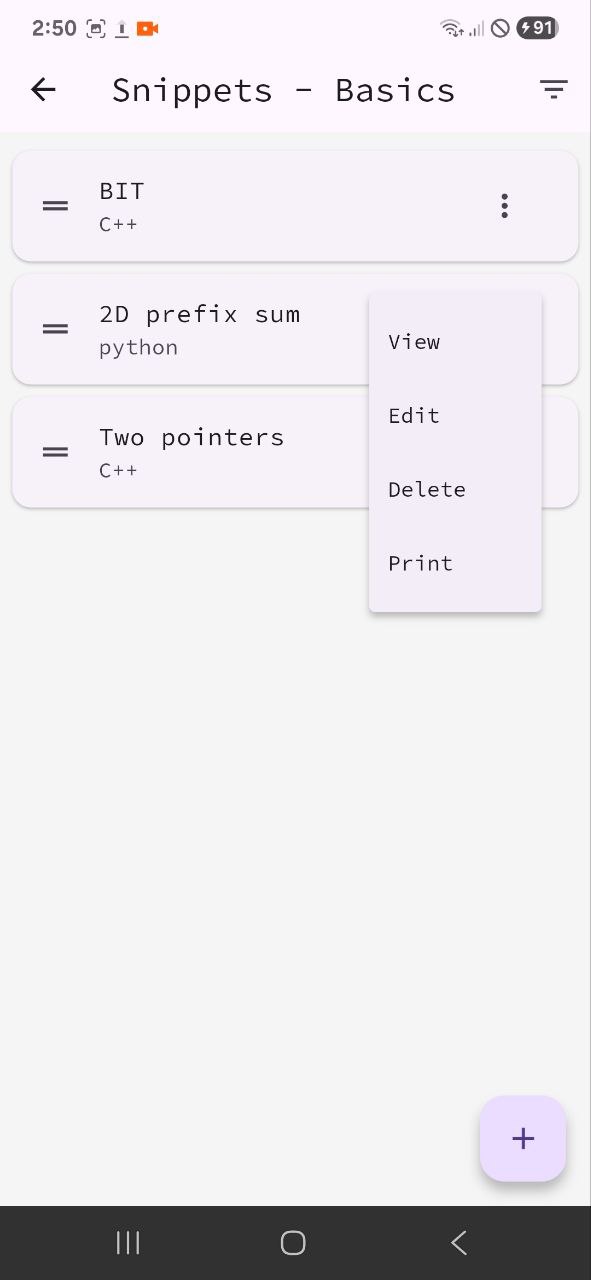 2:50
91
Snippets - Basics
BIT
C++
2D prefix sum
python
Two pointers
C++
View
Edit
Delete
Print